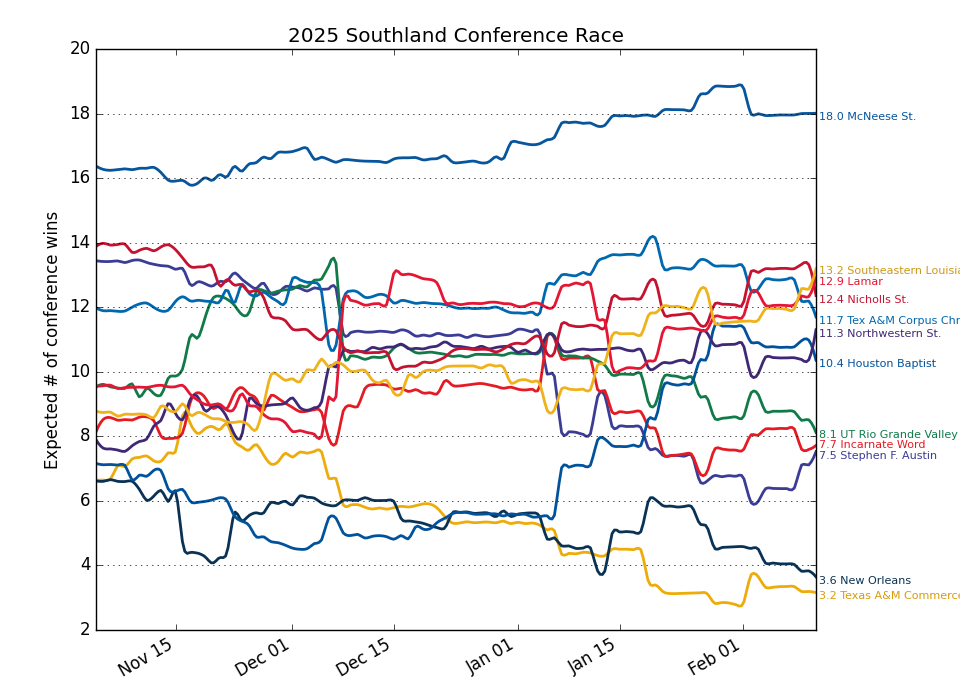 2025 Southland Conference Race
Expected # of conference wins
20
18
16
14
12
10
8
6
4
2
18.0 McNeese St.
13.2 Southeastern Louisia
12.9 Lamar
12.4 Nicholls St.
11.7 Tex A&M Corpus Chr
11.3 Northwestern St.
10.4 Houston Baptist
8.1 UT Rio Grande Valley
7.7 Incarnate Word
7.5 Stephen F. Austin
3.6 New Orleans
3.2 Texas A&M Commerce
Nov 15
Dec 01
Dec 15
Jan 01
Jan 15
Feb 01